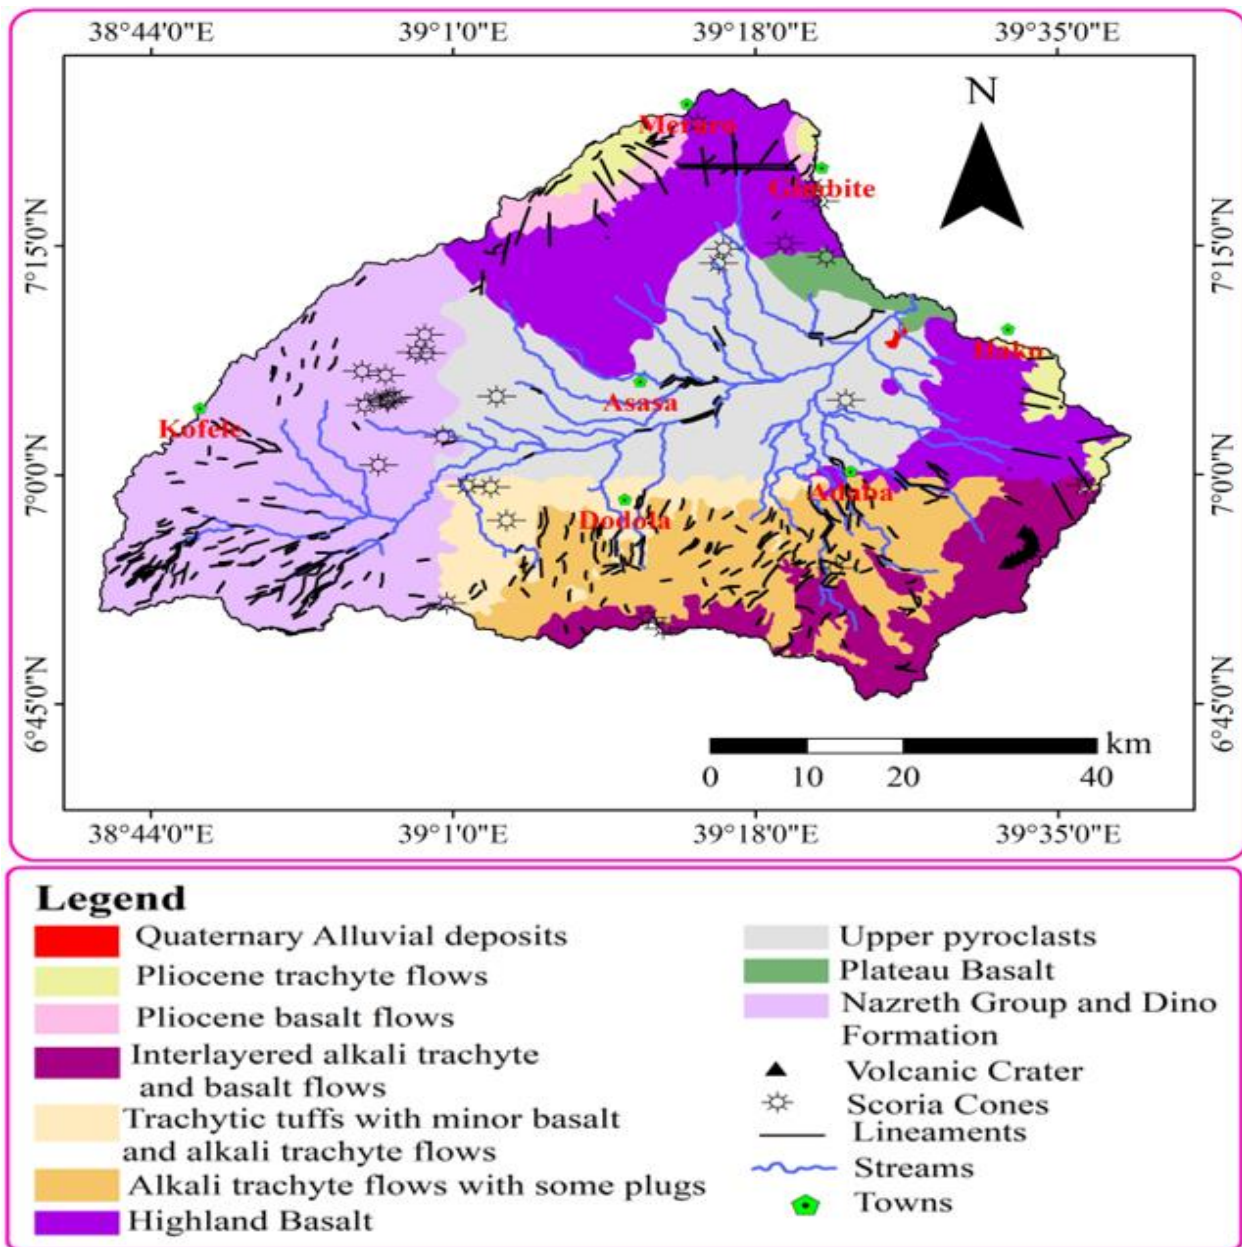 38°44'0"E 39°1'0"E 39°18'0"E 39°35'0"E
N
Meraro
Gambite
7°15'0"N 7°15'0"N
Haku
Asasa
Kofele
7°0'0"N 7°0'0"N
Adaba
Dodola
6°45'0"N 6°45'0"N
km
0 10 20 40
38°44'0"E 39°1'0"E 39°18'0"E 39°35'0"E
Legend
Quaternary Alluvial deposits
Pliocene trachyte flows
Pliocene basalt flows
Interlayered alkali trachyte
and basalt flows
Trachytic tuffs with minor basalt
and alkali trachyte flows
Alkali trachyte flows with some plugs
Highland Basalt
Upper pyroclasts
Plateau Basalt
Nazreth Group and Dino
Formation
Volcanic Crater
Scoria Cones
Lineaments
Streams
Towns